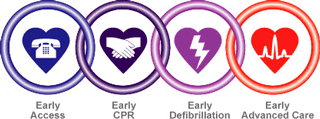 Early
Access
Early
CPR
Early
Defibrillation
Early
Advanced Care